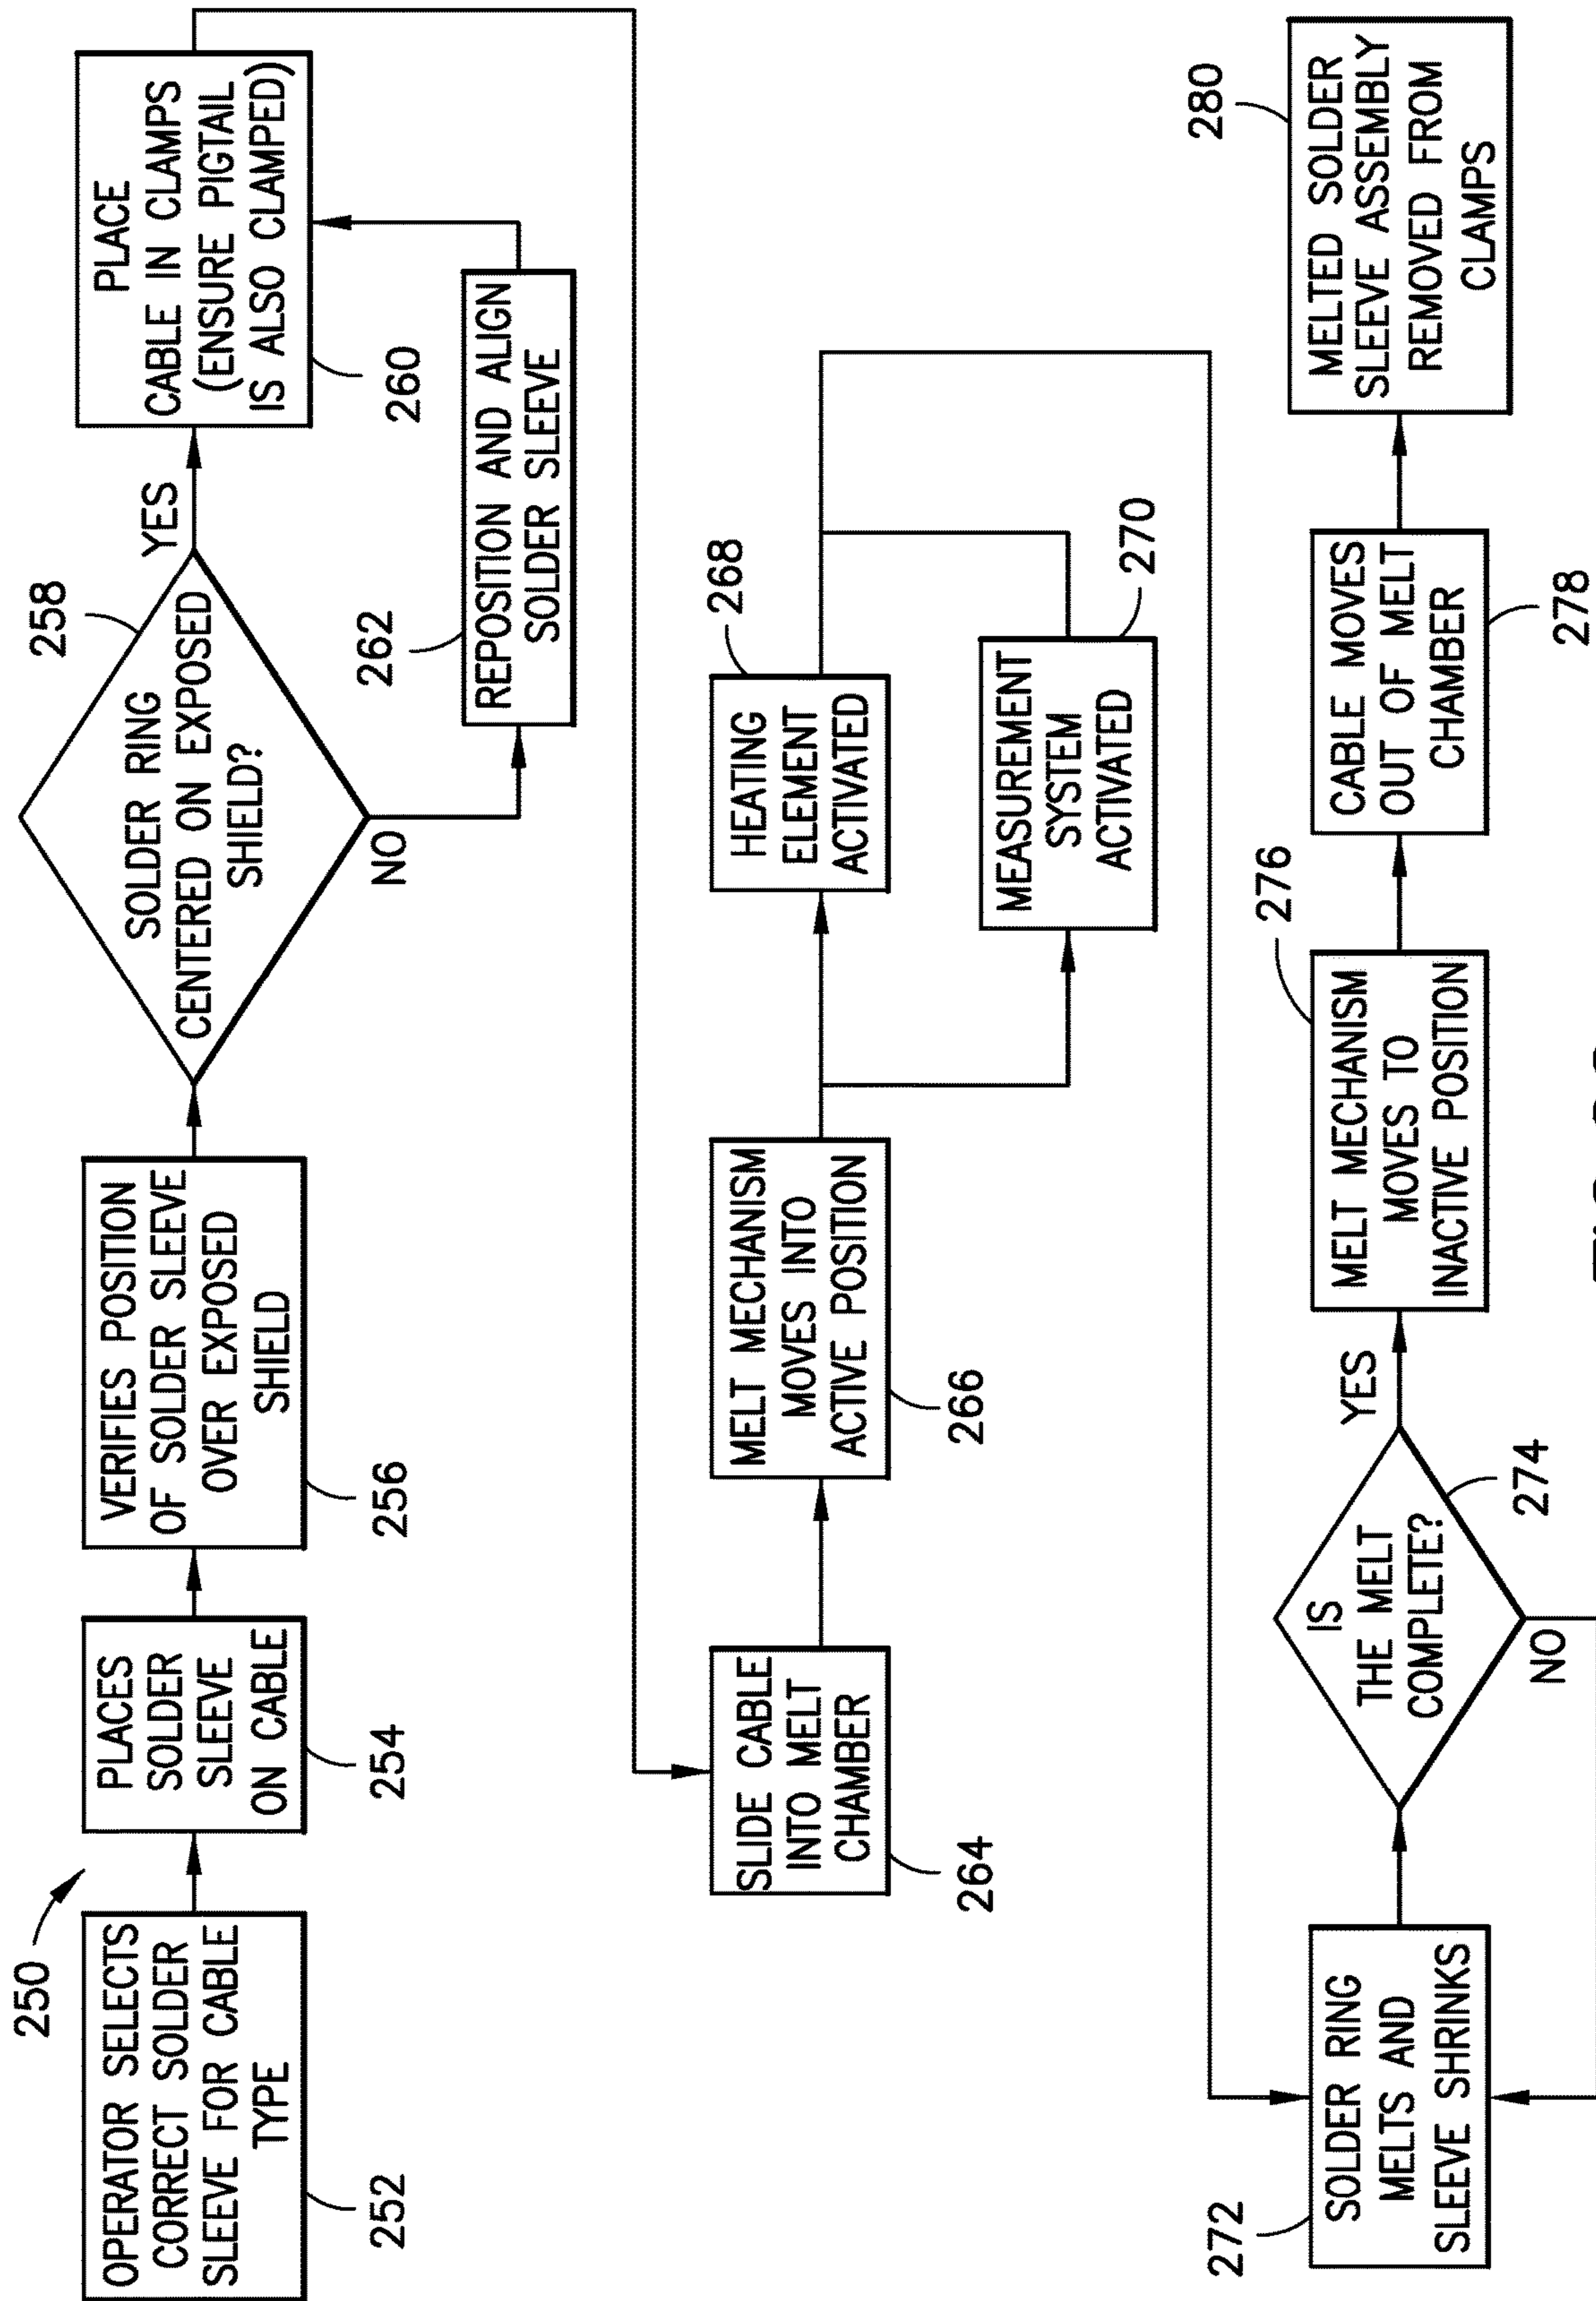 250
OPERATOR SELECTS
CORRECT SOLDER
SLEEVE FOR CABLE
TYPE
252
PLACES
SOLDER
SLEEVE
ON CABLE
254
VERIFIES POSITION
OF SOLDER SLEEVE
OVER EXPOSED
SHIELD
256
SOLDER RING
CENTERED ON EXPOSED
SHIELD?
258
YES
NO
PLACE
CABLE IN CLAMPS
(ENSURE PIGTAIL
IS ALSO CLAMPED)
260
262
REPOSITION AND ALIGN
SOLDER SLEEVE
SLIDE CABLE
INTO MELT
CHAMBER
264
MELT MECHANISM
MOVES INTO
ACTIVE POSITION
266
HEATING
ELEMENT
ACTIVATED
268
MEASUREMENT
SYSTEM
ACTIVATED
270
272
SOLDER RING
MELTS AND
SLEEVE SHRINKS
IS
THE MELT
COMPLETE?
274
YES
NO
MELT MECHANISM
MOVES TO
INACTIVE POSITION
276
CABLE MOVES
OUT OF MELT
CHAMBER
278
MELTED SOLDER
SLEEVE ASSEMBLY
REMOVED FROM
CLAMPS
280